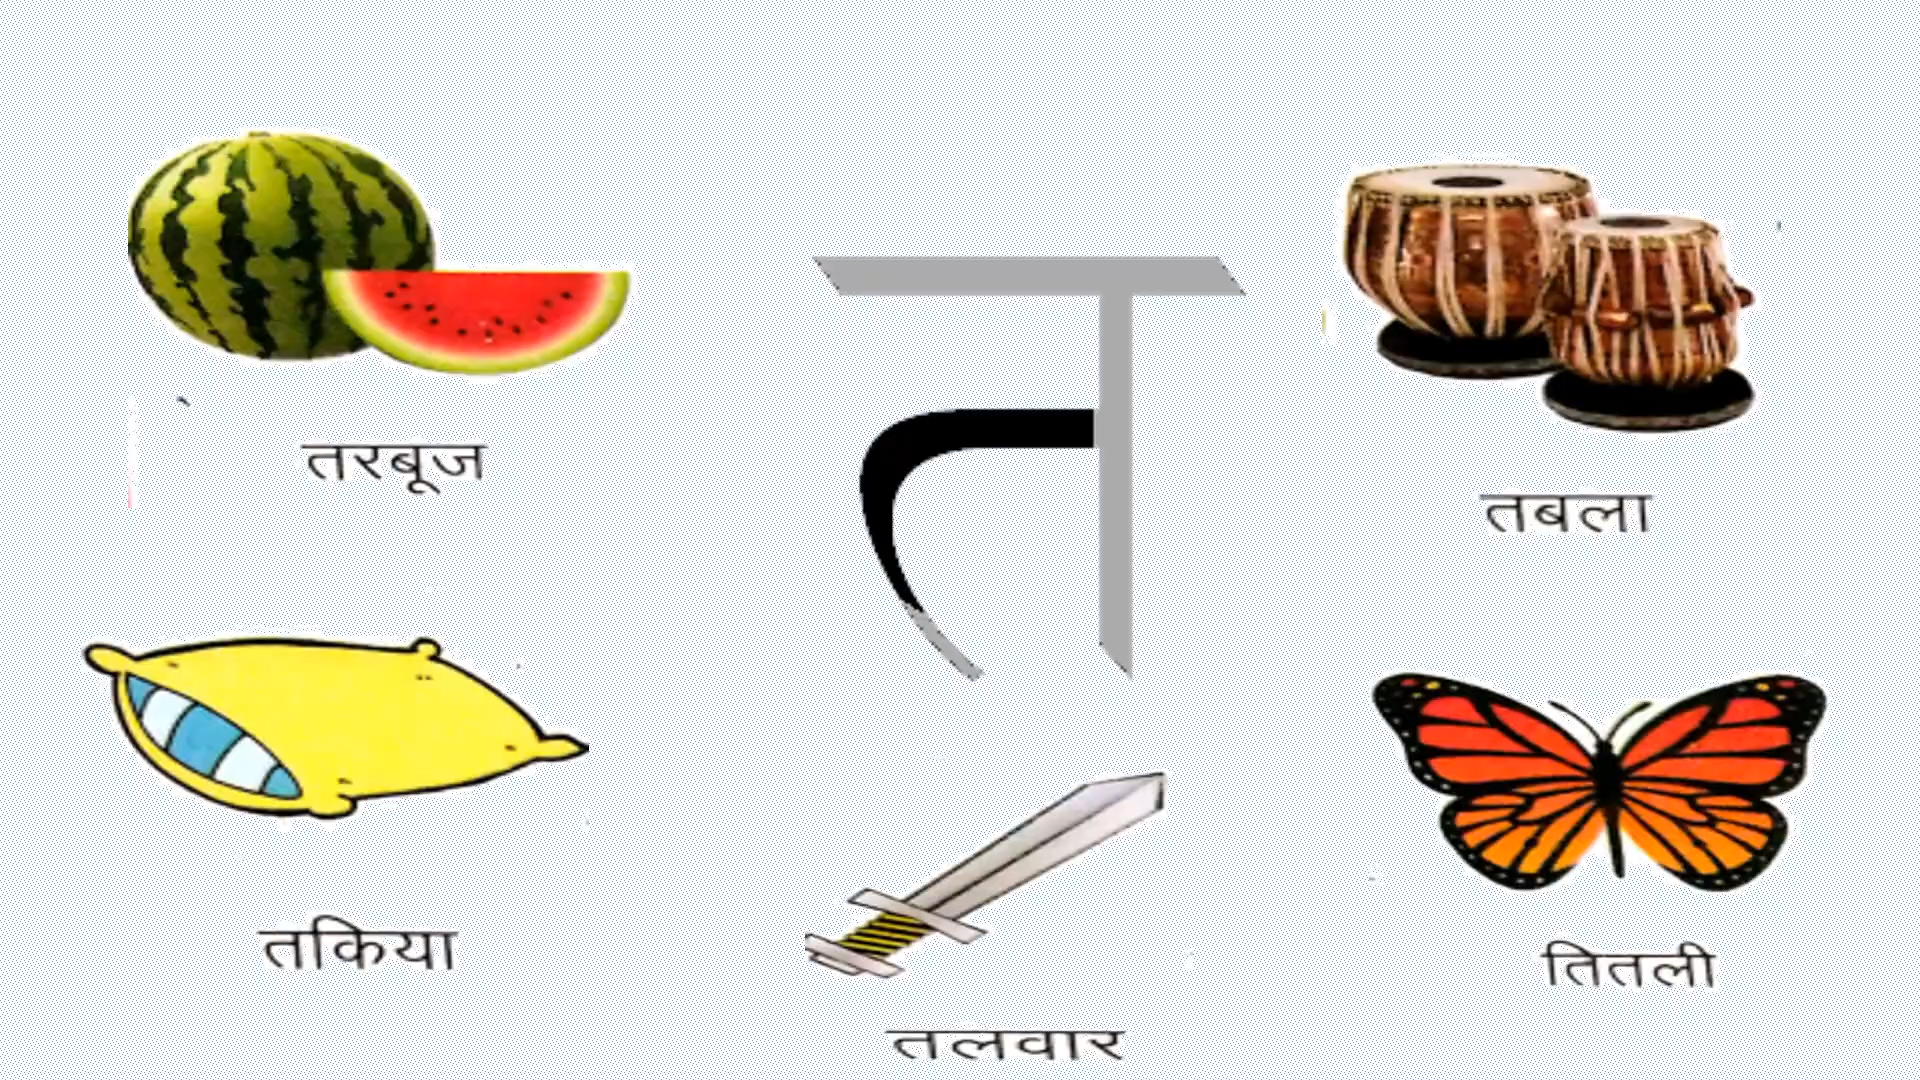 त
तरबूज
तबला
तकिया
तितली
तलवार